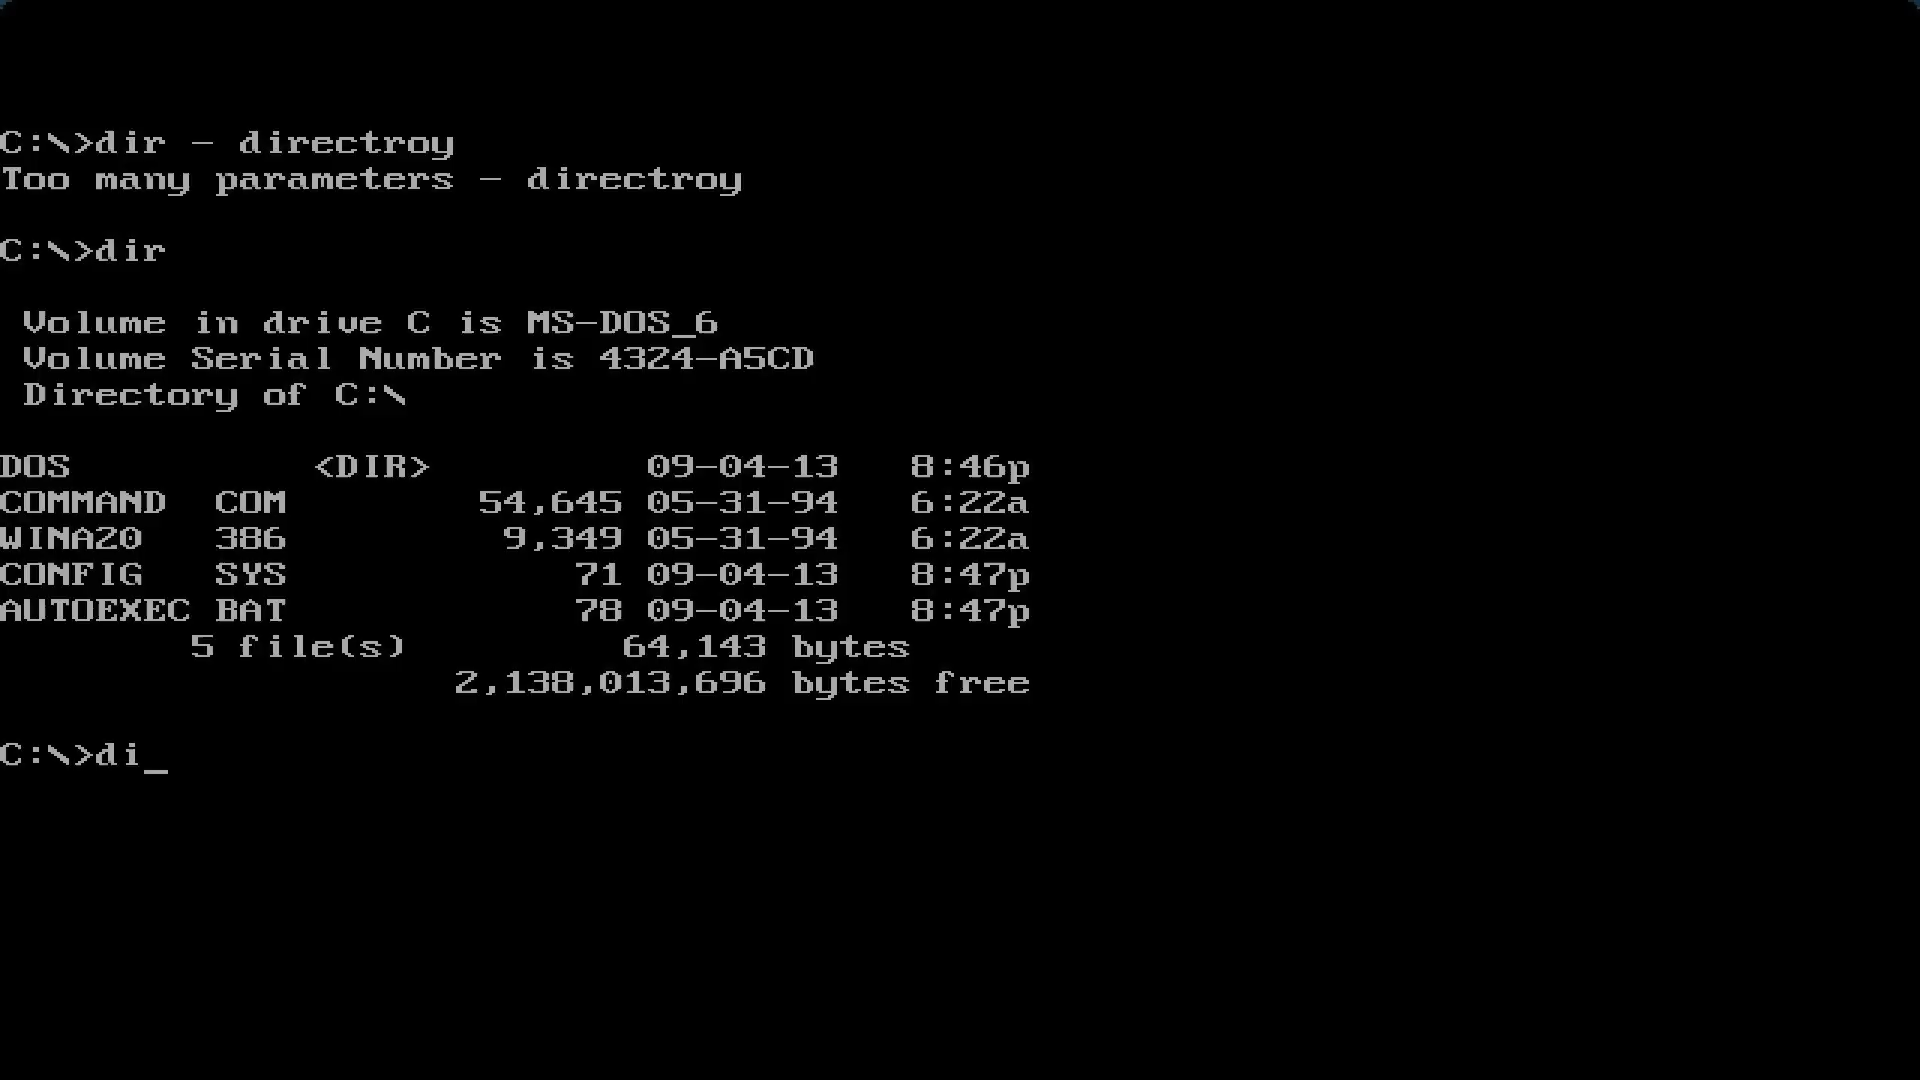 C:\>dir - directroy
Too many parameters - directroy
C:\>dir
Volume in drive C is MS-DOS_6
Volume Serial Number is 4324-A5CD
Directory of C:\
DOS <DIR> 09-04-13 8:46p
COMMAND COM 54,645 05-31-94 6:22a
WINA20 386 9,349 05-31-94 6:22a
CONFIG SYS 71 09-04-13 8:47p
AUTOEXEC BAT 78 09-04-13 8:47p
5 file(s) 64,143 bytes
2,138,013,696 bytes free
C:\>di_